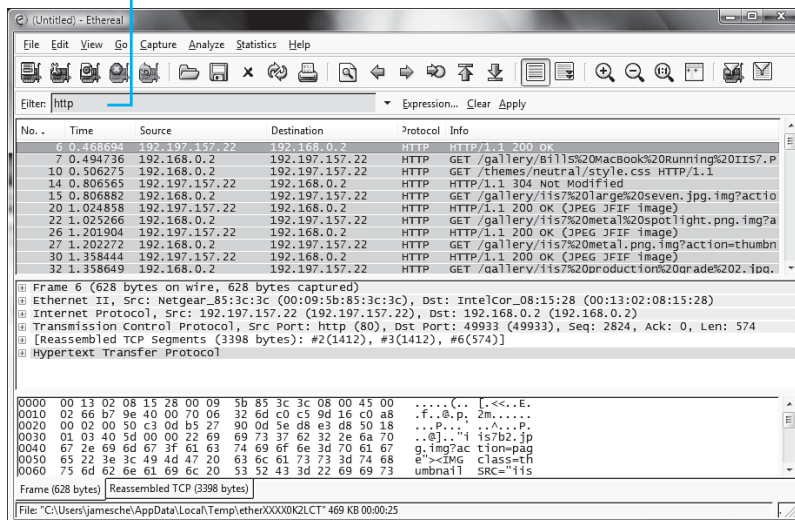 (Untitled) - Ethereal
File Edit View Go Capture Analyze Statistics Help
Filter: http Expression... Clear Apply
No. . Time Source Destination Protocol Info
6 0.468694 192.197.157.22 192.168.0.2 HTTP HTTP/1.1 200 OK
7 0.494736 192.168.0.2 192.197.157.22 HTTP GET /gallery/BillS%20MacBook%20Running%20IIS7.P
10 0.506275 192.168.0.2 192.197.157.22 HTTP GET /themes/neutral/style.css HTTP/1.1
14 0.806565 192.197.157.22 192.168.0.2 HTTP HTTP/1.1 304 Not Modified
15 0.806882 192.168.0.2 192.197.157.22 HTTP GET /gallery/iis7%20large%20seven.jpg.img?actio
20 1.024858 192.197.157.22 192.168.0.2 HTTP HTTP/1.1 200 OK (JPEG JFIF image)
22 1.025266 192.168.0.2 192.197.157.22 HTTP GET /gallery/iis7%20metal%20spotlight.png.img?a
26 1.201904 192.197.157.22 192.168.0.2 HTTP HTTP/1.1 200 OK (JPEG JFIF image)
27 1.202272 192.168.0.2 192.197.157.22 HTTP GET /gallery/iis7%20metal.png.img?action=thumbn
30 1.358444 192.197.157.22 192.168.0.2 HTTP HTTP/1.1 200 OK (JPEG JFIF image)
32 1.358649 192.168.0.2 192.197.157.22 HTTP GET /gallery/iis7%20production%20grade%202.jpg.
Frame 6 (628 bytes on wire, 628 bytes captured)
Ethernet II, Src: Netgear_85:3c:3c (00:09:5b:85:3c:3c), Dst: IntelCor_08:15:28 (00:13:02:08:15:28)
Internet Protocol, Src: 192.197.157.22 (192.197.157.22), Dst: 192.168.0.2 (192.168.0.2)
Transmission Control Protocol, Src Port: http (80), Dst Port: 49933 (49933), Seq: 2824, Ack: 0, Len: 574
[Reassembled TCP Segments (3398 bytes): #2(1412), #3(1412), #6(574)]
Hypertext Transfer Protocol
0000 00 13 02 08 15 28 00 09 5b 85 3c 3c 08 00 45 00 .....(.. [.<<..E.
0010 02 66 b7 9e 40 00 70 06 32 6d c0 c5 9d 16 c0 a8 .f..@.p. 2m......
0020 00 02 00 50 c3 0d b5 27 90 0d 5e d8 e3 d8 50 18 ...P...' ..^...P.
0030 01 03 40 5d 00 00 22 69 69 73 37 62 32 2e 6a 70 ..@].."i is7b2.jp
0040 67 2e 69 6d 67 3f 61 63 74 69 6f 6e 3d 70 61 67 g.img?ac tion=pag
0050 65 22 3e 3c 49 4d 47 20 63 6c 61 73 73 3d 74 68 e"><IMG class=th
0060 75 6d 62 6e 61 69 6c 20 53 52 43 3d 22 69 69 73 umbnail SRC="iis
Frame (628 bytes) Reassembled TCP (3398 bytes)
File: "C:\Users\jamesche\AppData\Local\Temp\etherXXXX0K2LCT" 469 KB 00:00:25